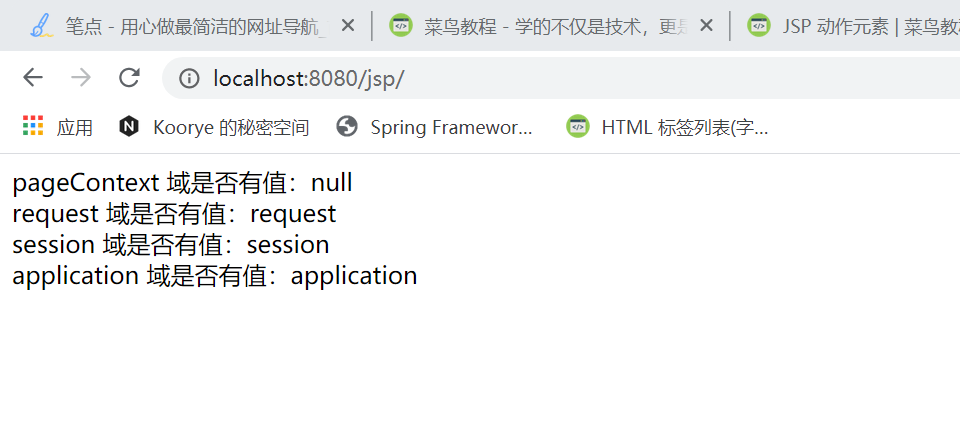 笔点 - 用心做最简洁的网址导航_
菜鸟教程 - 学的不仅是技术，更是
JSP 动作元素 | 菜鸟教
localhost:8080/jsp/
应用
Koorye 的秘密空间
Spring Framewor...
HTML 标签列表(字...
pageContext 域是否有值：null
request 域是否有值：request
session 域是否有值：session
application 域是否有值：application